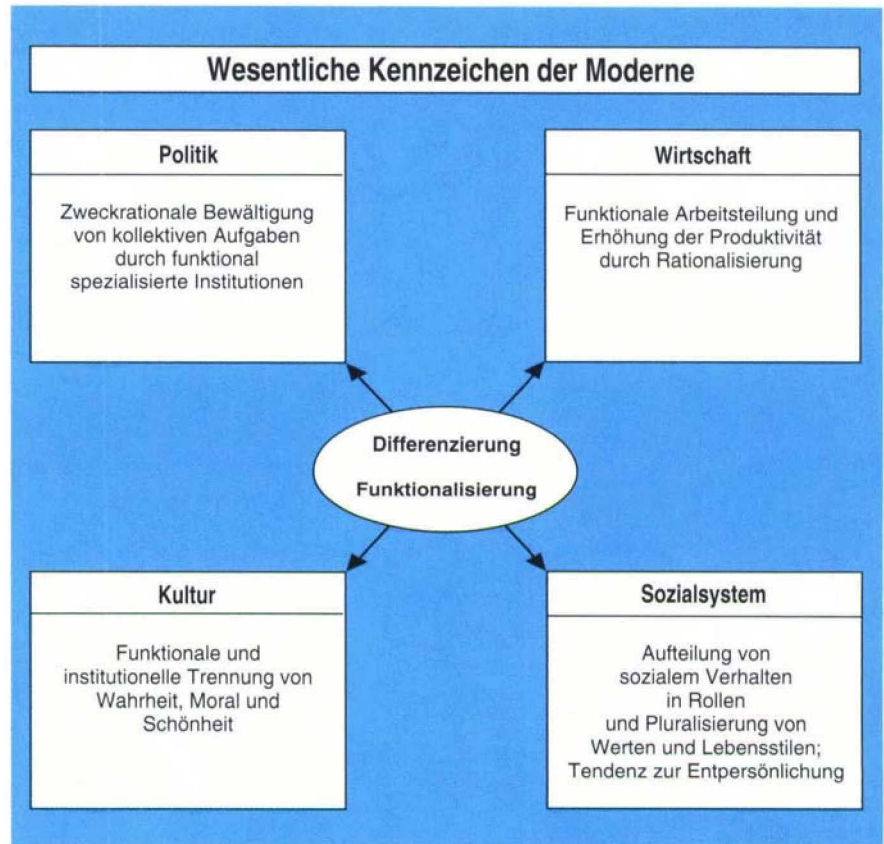 Wesentliche Kennzeichen der Moderne
Politik
Zweckrationale Bewältigung
von kollektiven Aufgaben
durch funktional
spezialisierte Institutionen
Wirtschaft
Funktionale Arbeitsteilung und
Erhöhung der Produktivität
durch Rationalisierung
Differenzierung
Funktionalisierung
Kultur
Funktionale und
institutionelle Trennung von
Wahrheit, Moral und
Schönheit
Sozialsystem
Aufteilung von
sozialem Verhalten
in Rollen
und Pluralisierung von
Werten und Lebensstilen;
Tendenz zur Entpersönlichung